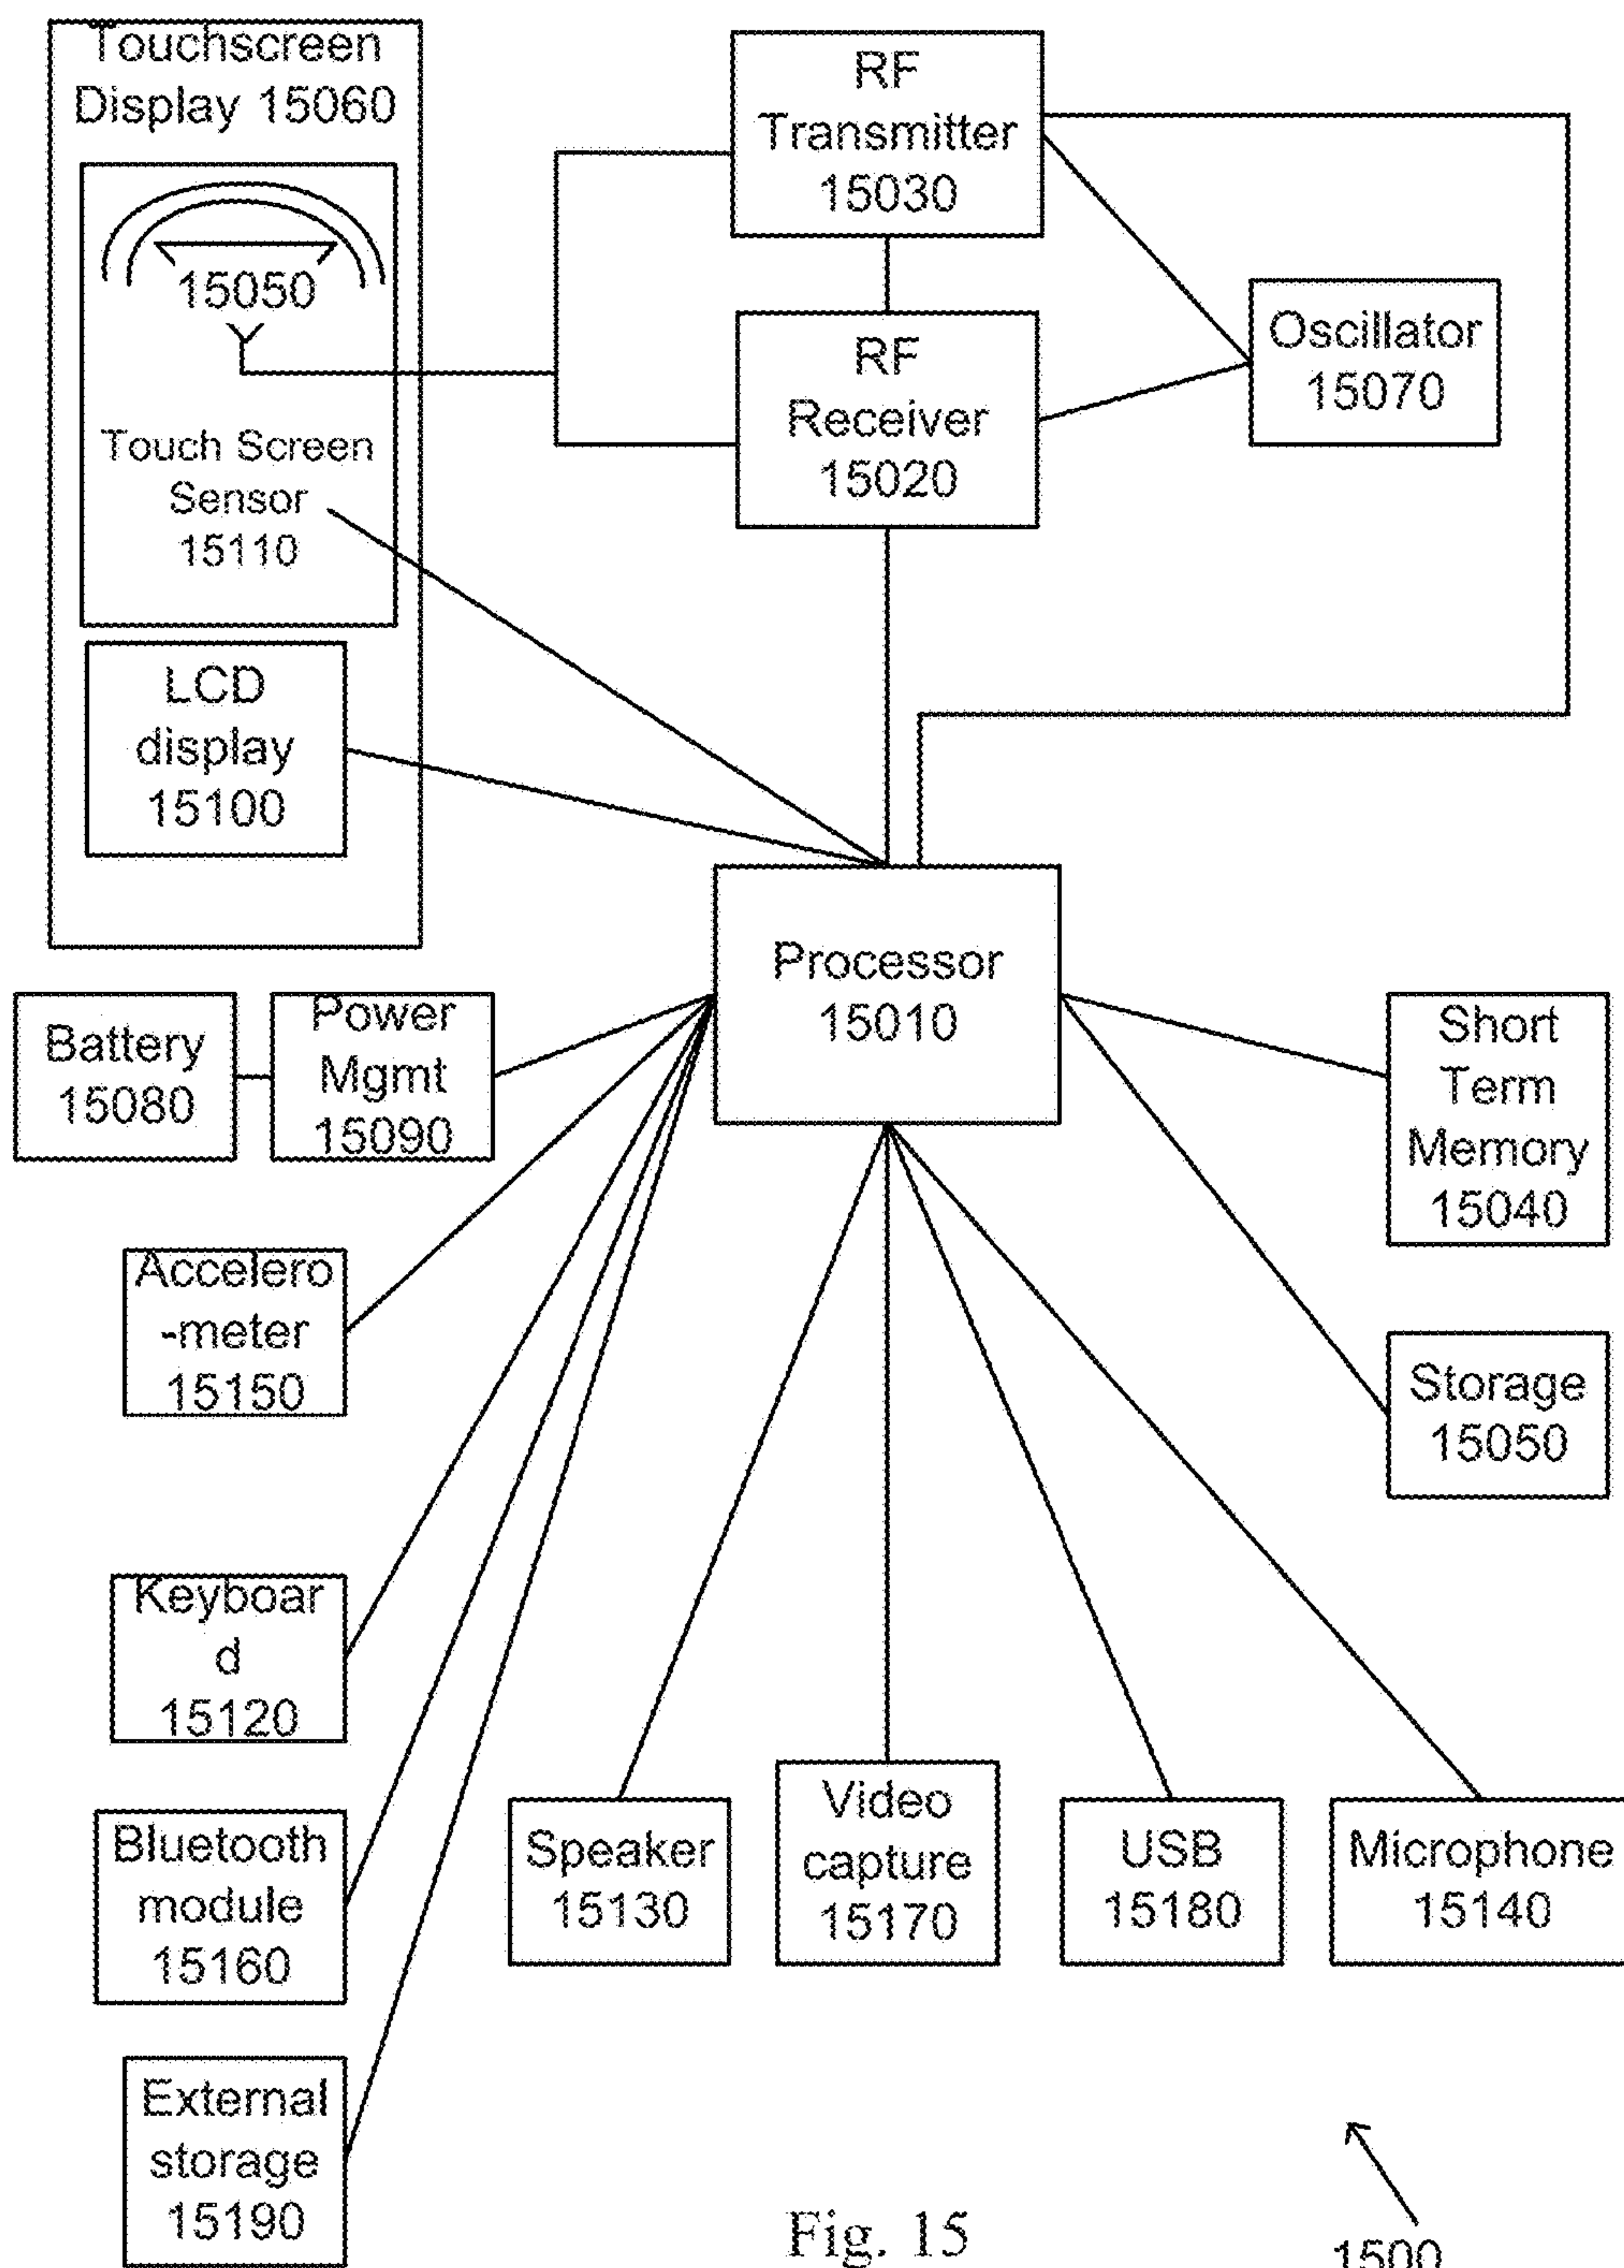 Touchscreen
Display 15060
15050
Touch Screen
Sensor
15110
LCD
display
15100
RF
Transmitter
15030
RF
Receiver
15020
Oscillator
15070
Processor
15010
Battery
15080
Power
Mgmt
15090
Short
Term
Memory
15040
Accelero
-meter
15150
Storage
15050
Keyboar
d
15120
Bluetooth
module
15160
Speaker
15130
Video
capture
15170
USB
15180
Microphone
15140
External
storage
15190
Fig. 15
1500